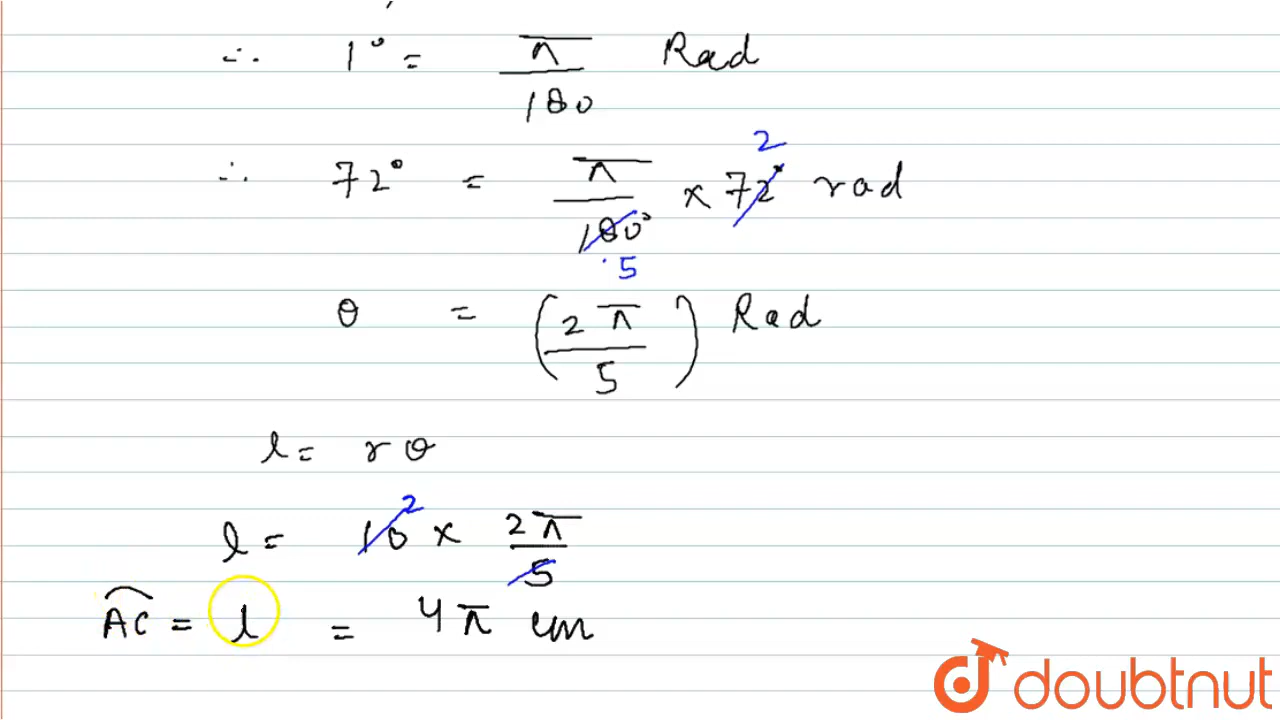 ∴ 1° = π/180 Rad
∴ 72° = π/180° × 72° rad
2
5
θ = (2π/5) Rad
l = rθ
2
l = 10 × 2π/5
AC = l = 4π cm
doubtnut